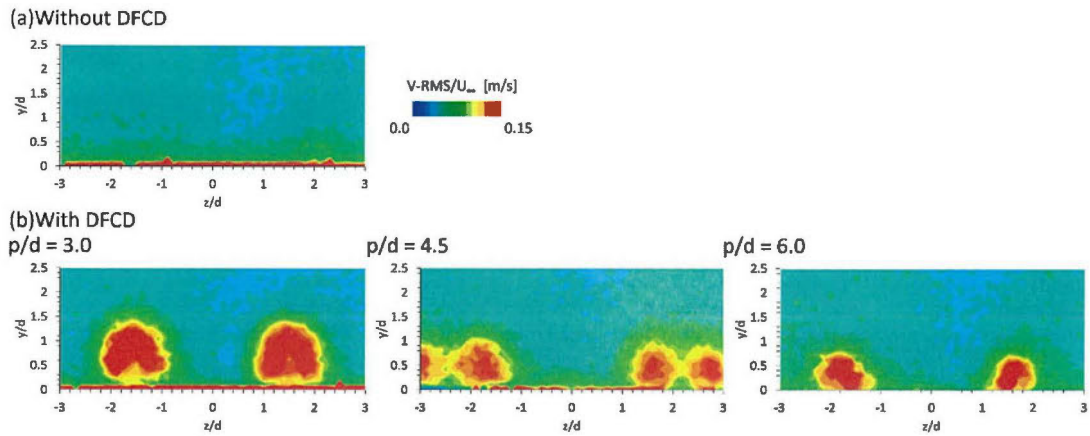 (a)Without DFCD
V-RMS/U∞ [m/s]
0.0 0.15
2.5
2
1.5
1
0.5
0
y/d
-3 -2 -1 0 1 2 3
z/d
(b)With DFCD
p/d = 3.0 p/d = 4.5 p/d = 6.0
2.5 2.5 2.5
2 2 2
1.5 1.5 1.5
1 1 1
0.5 0.5 0.5
0 0 0
y/d y/d y/d
-3 -2 -1 0 1 2 3 -3 -2 -1 0 1 2 3 -3 -2 -1 0 1 2 3
z/d z/d z/d